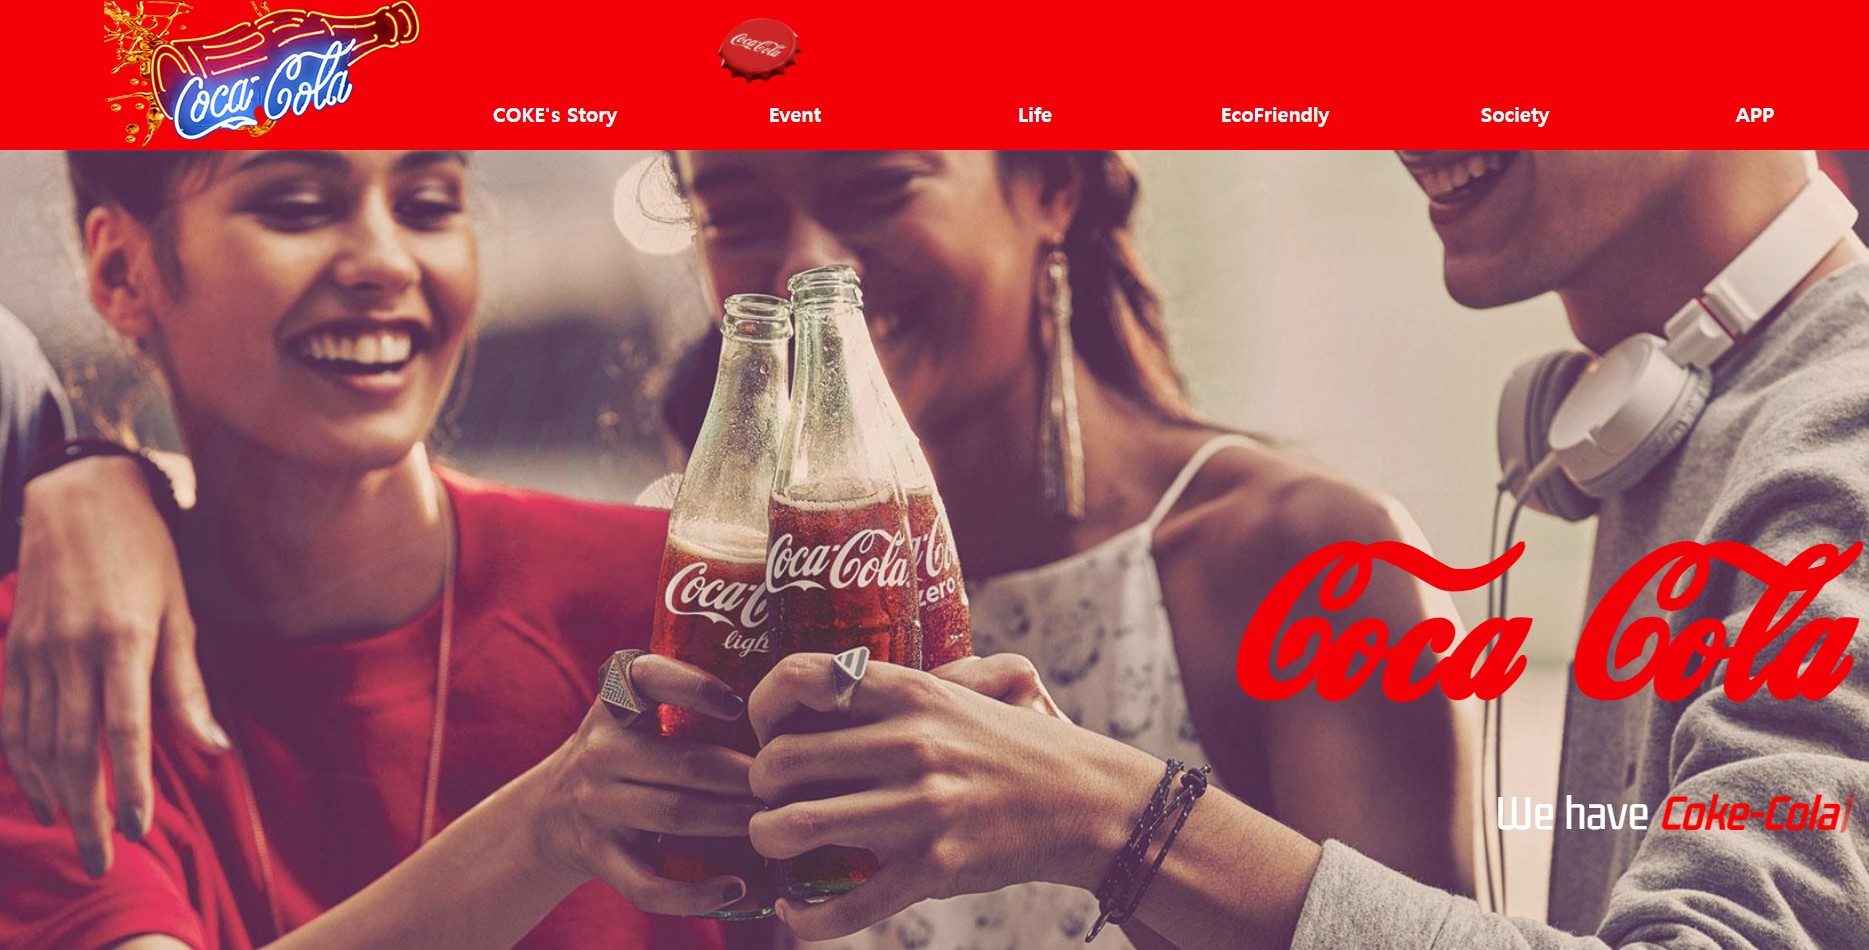 Coca-Cola
Coca-Cola
COKE's Story
Event
Life
EcoFriendly
Society
APP
Coca-Cola
light
Coca-Cola
zero
Coca Cola
We have Coke-Cola|